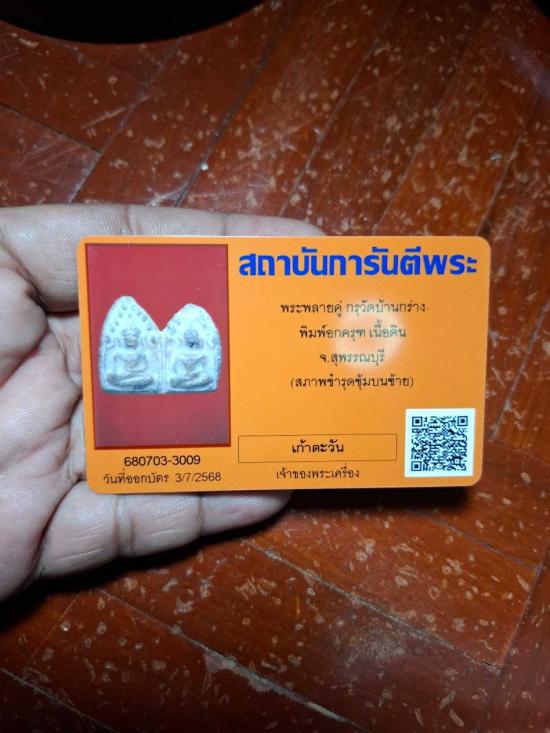 สถาบันการันตีพระ
พระพลายคู่ กรุวัดบ้านกร่าง
พิมพ์อกครุฑ เนื้อดิน
จ.สุพรรณบุรี
(สภาพชำรุดซุ้มบนซ้าย)
เก้าตะวัน
เจ้าของพระเครื่อง
680703-3009
วันที่ออกบัตร 3/7/2568